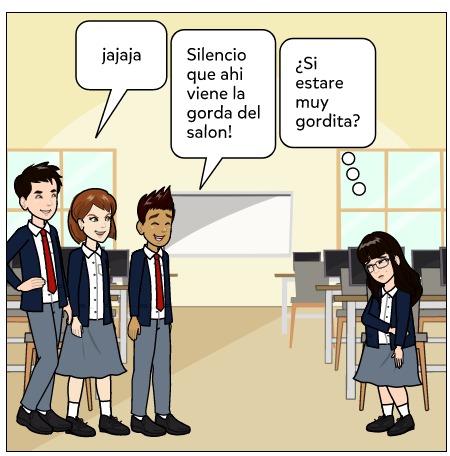 jajaja
Silencio
que ahi
viene la
gorda del
salon!
¿Si
estare
muy
gordita?